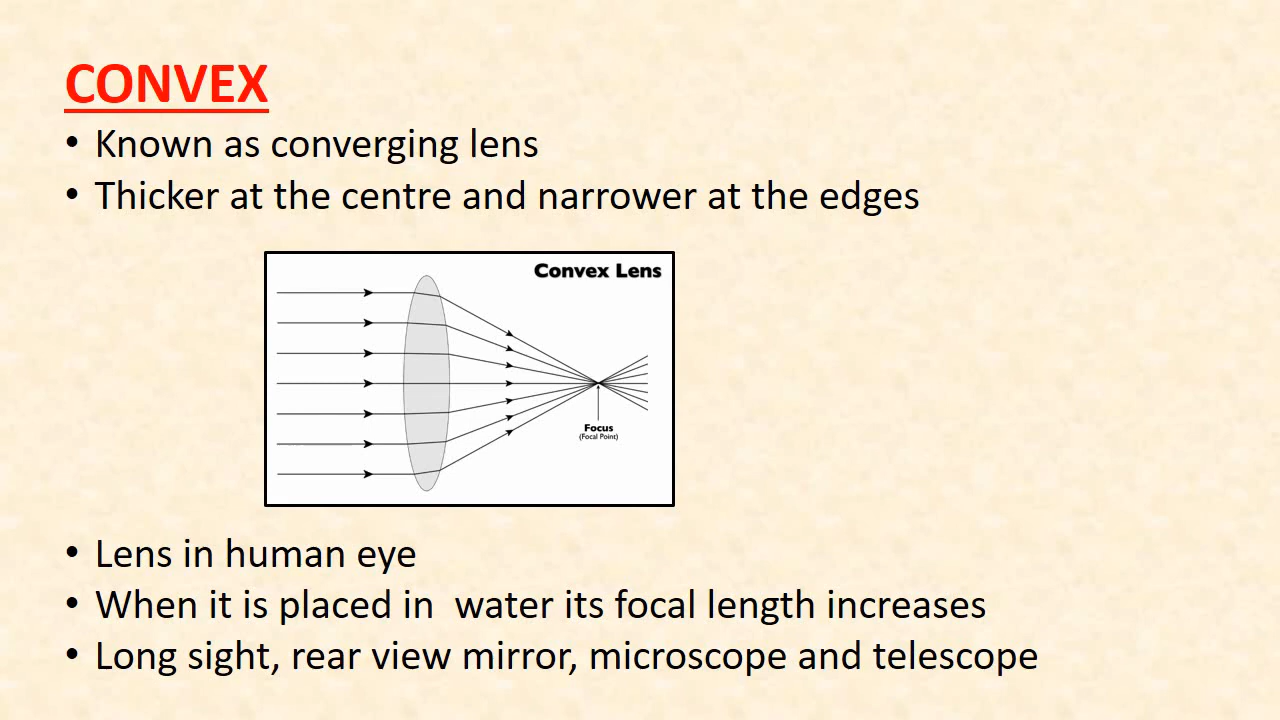 CONVEX
• Known as converging lens
• Thicker at the centre and narrower at the edges
Convex Lens
Focus
(Focal Point)
• Lens in human eye
• When it is placed in  water its focal length increases
• Long sight, rear view mirror, microscope and telescope